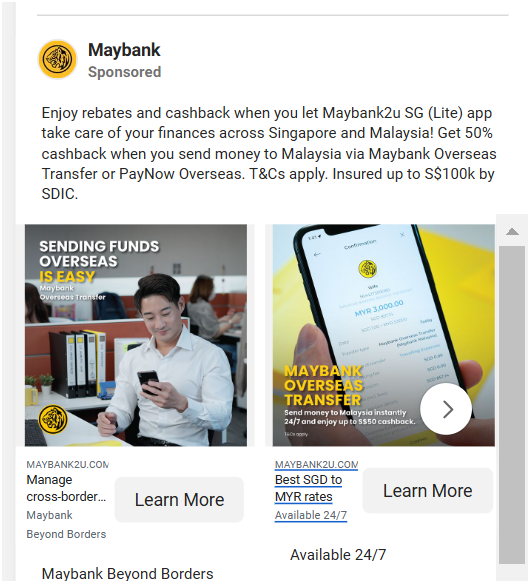 Maybank
Sponsored
Enjoy rebates and cashback when you let Maybank2u SG (Lite) app
take care of your finances across Singapore and Malaysia! Get 50%
cashback when you send money to Malaysia via Maybank Overseas
Transfer or PayNow Overseas. T&Cs apply. Insured up to S$100k by
SDIC.
SENDING FUNDS
OVERSEAS
IS EASY
Maybank
Overseas Transfer
Confirmation
Wife
MYR 3,000.00
Today
Maybank Overseas Transfer
MAYBANK
OVERSEAS
TRANSFER
Send money to Malaysia instantly
24/7 and enjoy up to S$50 cashback.
T&Cs apply.
MAYBANK2U.COM
Manage
cross-border...
Maybank
Beyond Borders
Learn More
MAYBANK2U.COM
Best SGD to
MYR rates
Available 24/7
Learn More
Maybank Beyond Borders
Available 24/7